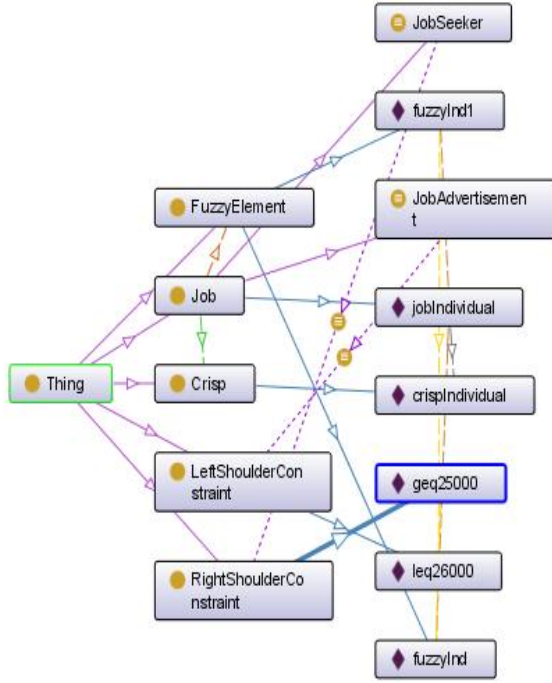 JobSeeker
fuzzyInd1
FuzzyElement
JobAdvertisemen
t
Job
jobIndividual
Thing
Crisp
crispIndividual
LeftShoulderCon
straint
geq25000
RightShoulderCo
nstraint
leq26000
fuzzyInd